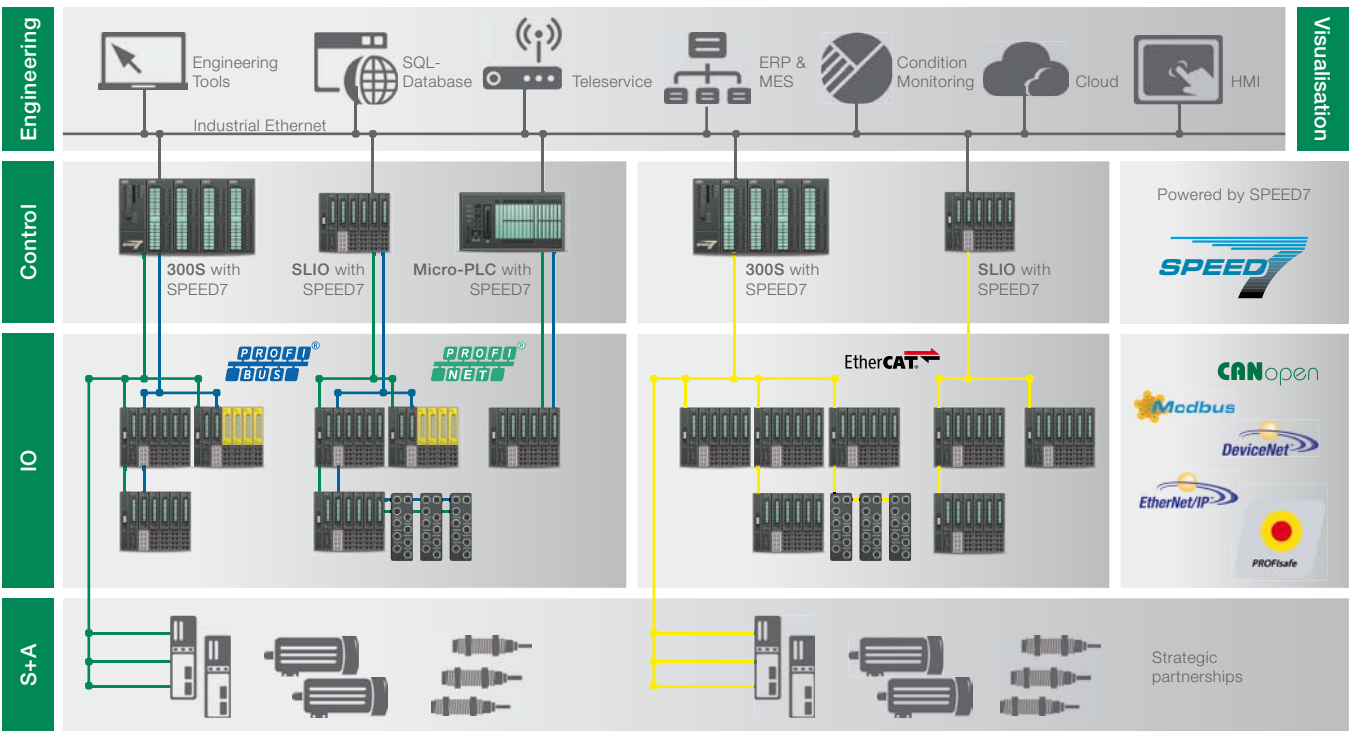 Engineering
Visualisation
Engineering
Tools
SQL-
Database
Teleservice
ERP &
MES
Condition
Monitoring
Cloud
HMI
Industrial Ethernet
Control
300S with
SPEED7
SLIO with
SPEED7
Micro-PLC with
SPEED7
300S with
SPEED7
SLIO with
SPEED7
Powered by SPEED7
SPEED7
IO
PROFI®
BUS
PROFI®
NET
EtherCAT®
CANopen
Modbus
DeviceNet
EtherNet/IP
PROFIsafe
S+A
Strategic
partnerships